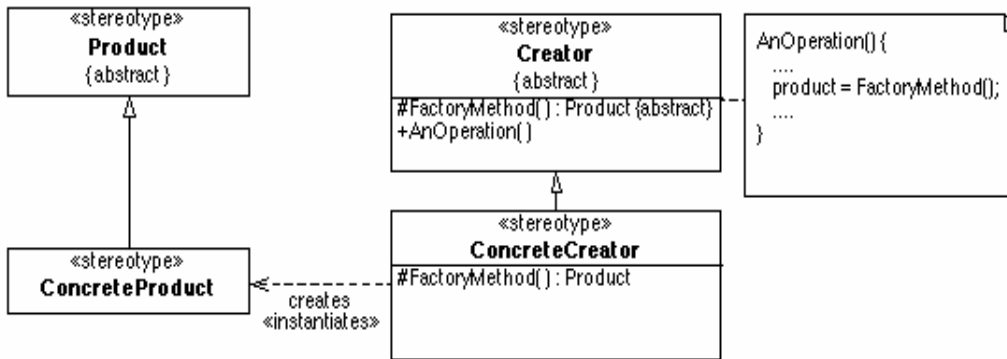 «stereotype»
Product
{abstract}
«stereotype»
Creator
{abstract}
#FactoryMethod() : Product {abstract}
+AnOperation()
AnOperation() {
....
product = FactoryMethod();
....
}
«stereotype»
ConcreteProduct
creates
«instantiates»
«stereotype»
ConcreteCreator
#FactoryMethod() : Product